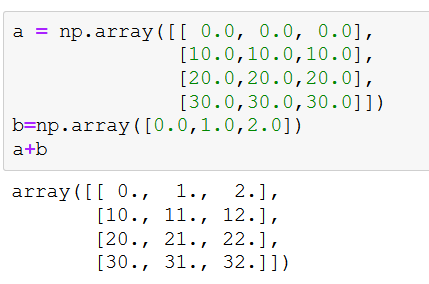 a = np.array([[ 0.0, 0.0, 0.0],
              [10.0,10.0,10.0],
              [20.0,20.0,20.0],
              [30.0,30.0,30.0]])
b=np.array([0.0,1.0,2.0])
a+b
array([[ 0.,  1.,  2.],
       [10., 11., 12.],
       [20., 21., 22.],
       [30., 31., 32.]])